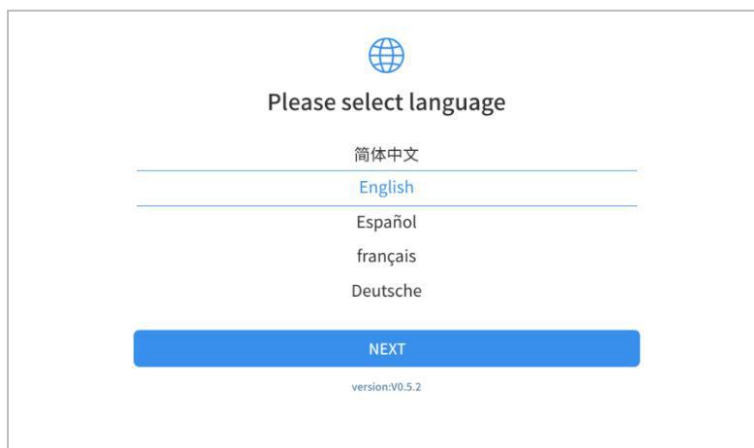 Please select language
简体中文
English
Español
français
Deutsche
NEXT
version:V0.5.2